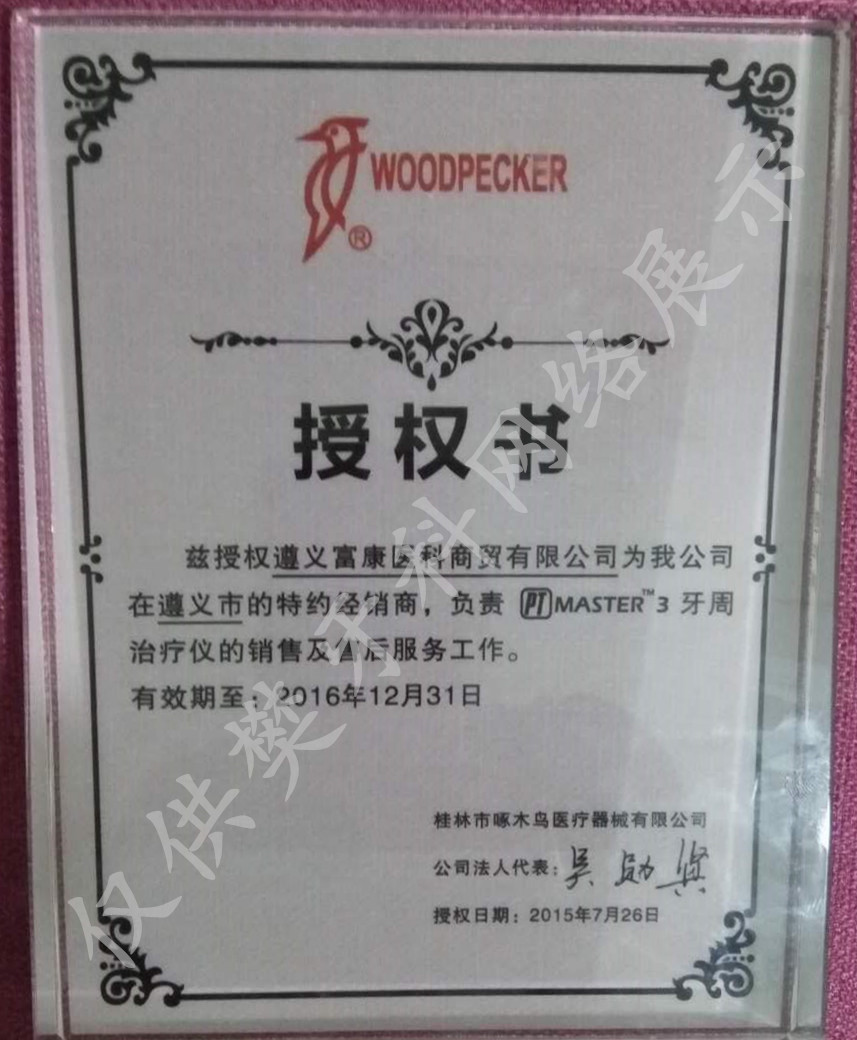 WOODPECKER
®
授权书
兹授权遵义富康医科商贸有限公司为我公司
在遵义市的特约经销商，负责 PT MASTER™3 牙周
治疗仪的销售及售后服务工作。
有效期至：2016年12月31日
桂林市啄木鸟医疗器械有限公司
公司法人代表：吴勋贤
授权日期：2015年7月26日
仅供樊牙科网络展示